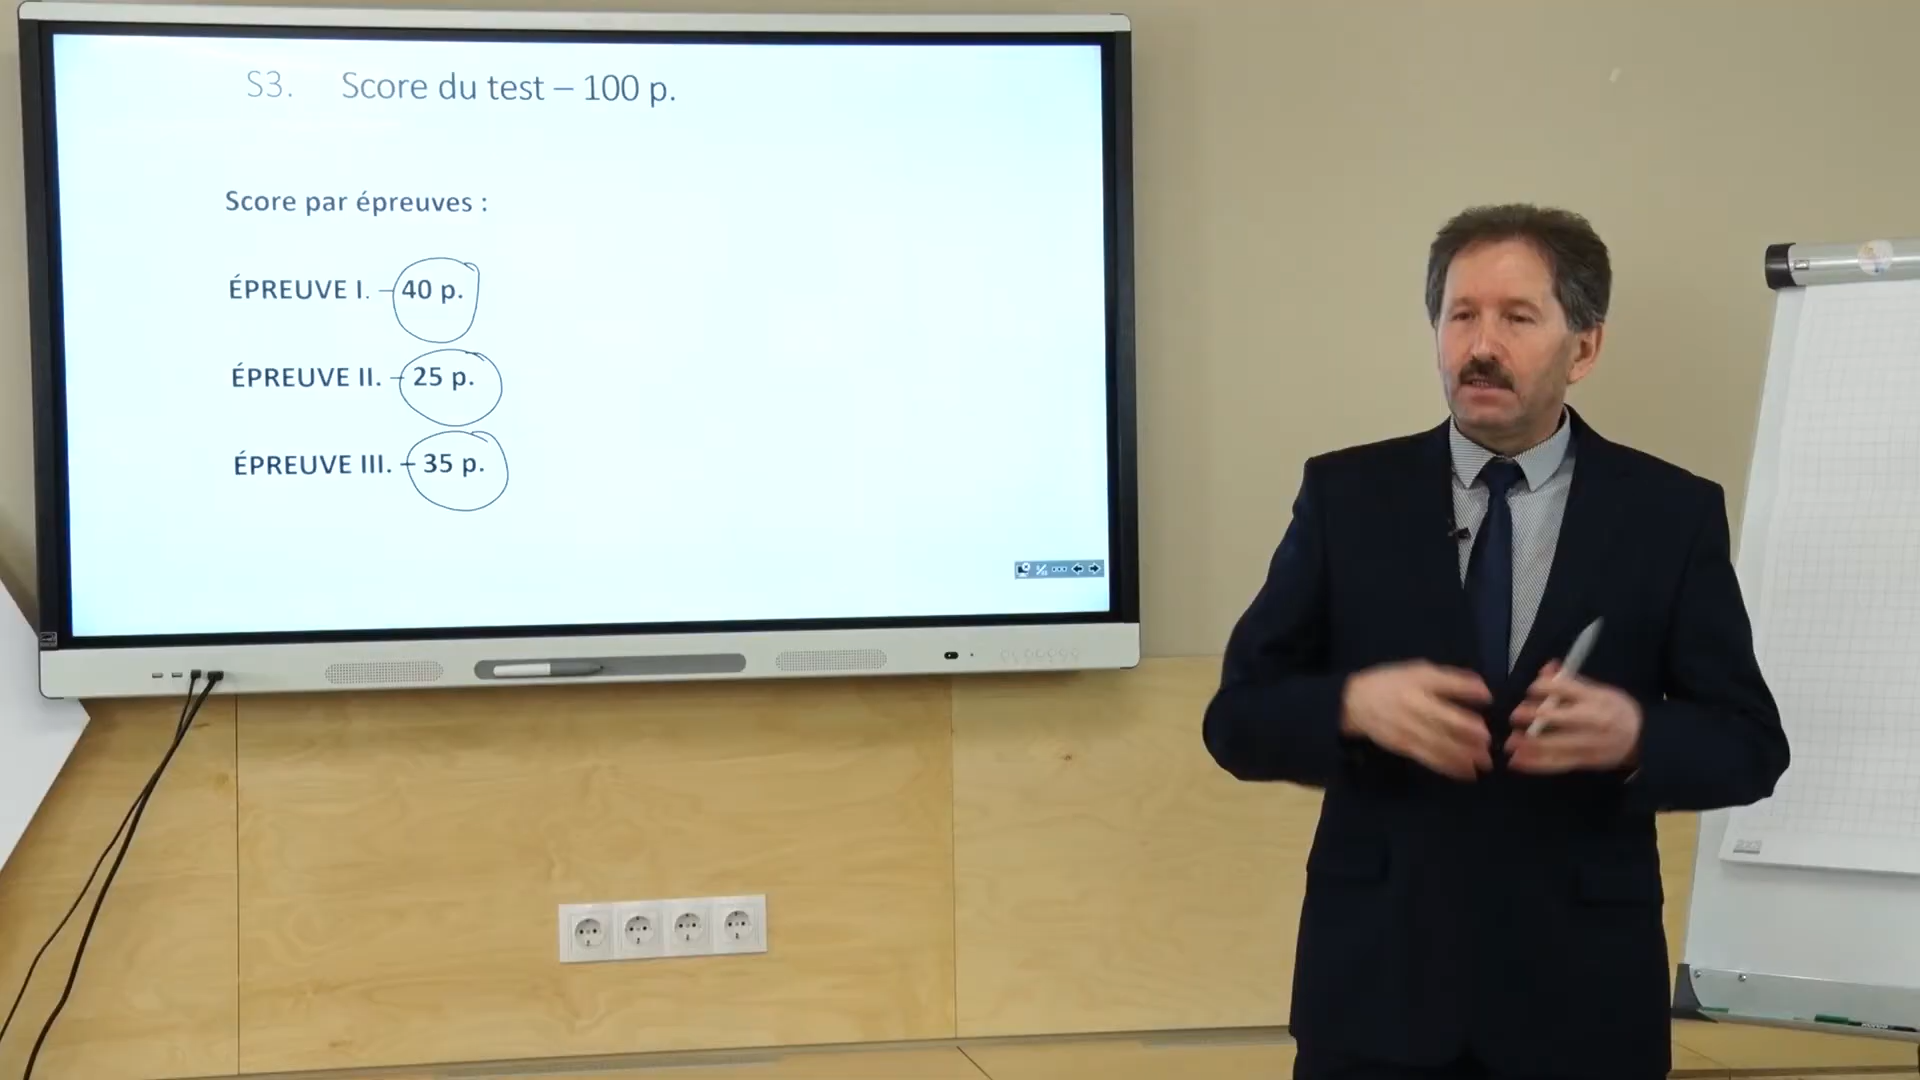 S3. Score du test – 100 p.
Score par épreuves :
ÉPREUVE I. – 40 p.
ÉPREUVE II. – 25 p.
ÉPREUVE III. – 35 p.